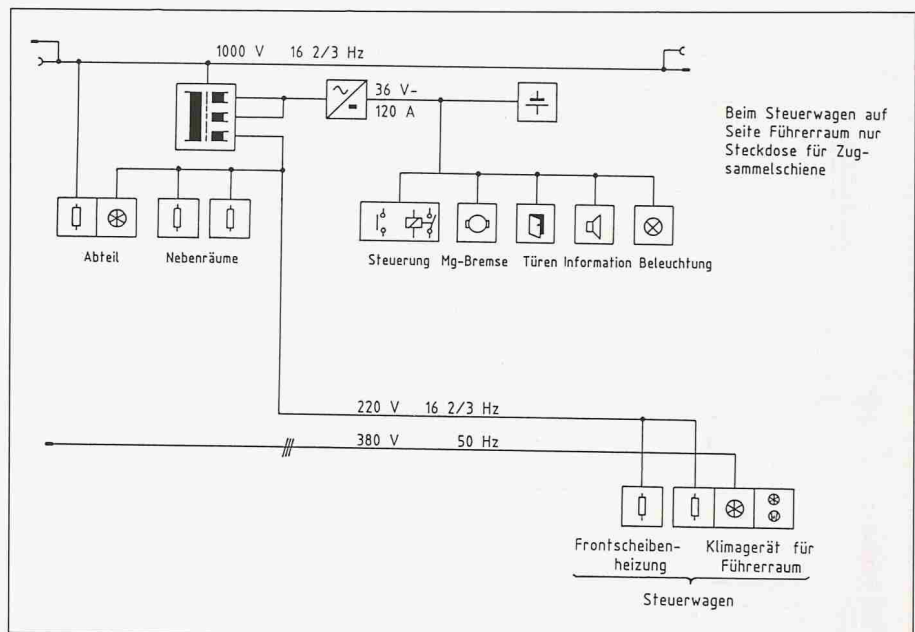 1000 V 16 2/3 Hz
36 V-
120 A
Beim Steuerwagen auf
Seite Führerraum nur
Steckdose für Zug-
sammelschiene
Abteil
Nebenräume
Steuerung
Mg-Bremse
Türen
Information
Beleuchtung
220 V 16 2/3 Hz
380 V 50 Hz
Frontscheiben-
heizung
Klimagerät für
Führerraum
Steuerwagen